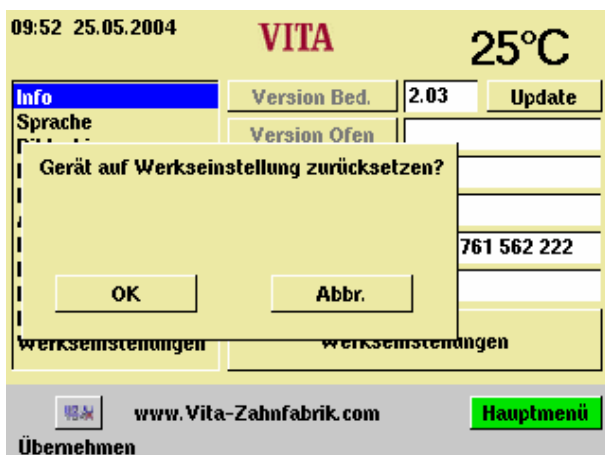 09:52 25.05.2004
VITA
25°C
Info
Version Bed.
2.03
Update
Sprache
Version Ofen
Gerät auf Werkseinstellung zurücksetzen?
761 562 222
OK
Abbr.
Werkseinstellungen
Werkseinstellungen
www.Vita-Zahnfabrik.com
Hauptmenü
Übernehmen